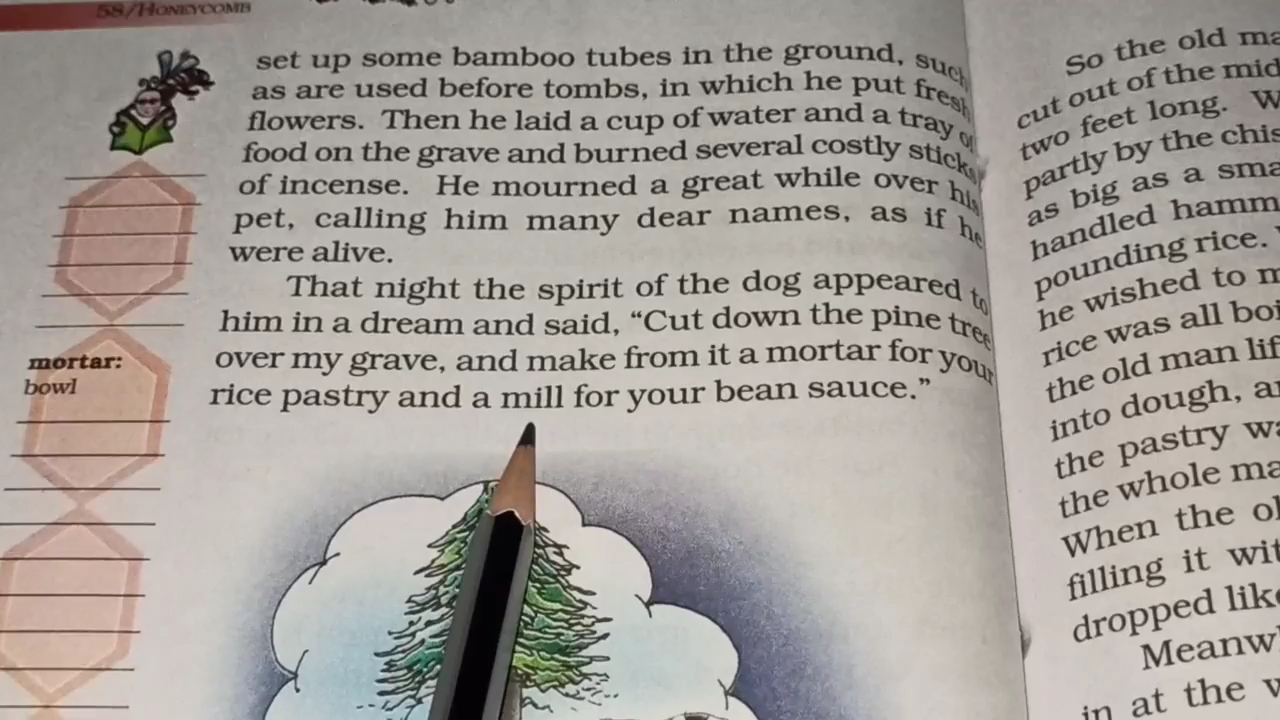 58/HONEYCOMB
set up some bamboo tubes in the ground, such
as are used before tombs, in which he put fresh
flowers. Then he laid a cup of water and a tray of
food on the grave and burned several costly sticks
of incense. He mourned a great while over his
pet, calling him many dear names, as if he
were alive.
That night the spirit of the dog appeared to
him in a dream and said, “Cut down the pine tree
over my grave, and make from it a mortar for your
rice pastry and a mill for your bean sauce.”
mortar:
bowl
So the old ma
cut out of the mid
two feet long. W
partly by the chis
as big as a sma
handled hamm
pounding rice.
he wished to m
rice was all boi
the old man lif
into dough, an
the pastry wa
the whole ma
When the ol
filling it wit
dropped like
Meanw
in at the w